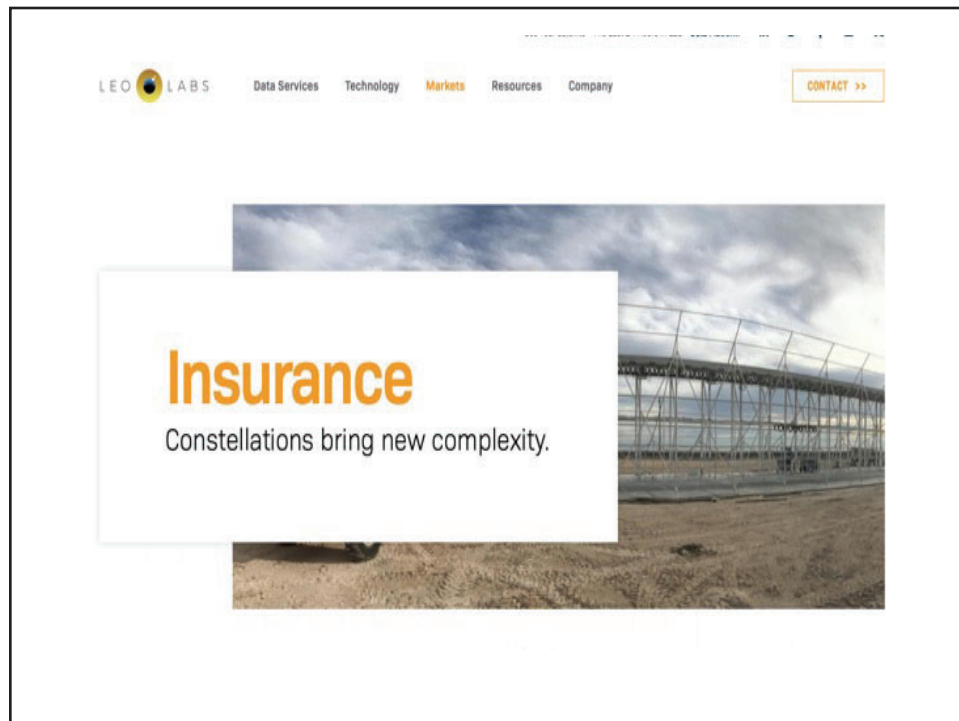 LEO LABS
Data Services Technology Markets Resources Company
CONTACT >>
Insurance
Constellations bring new complexity.